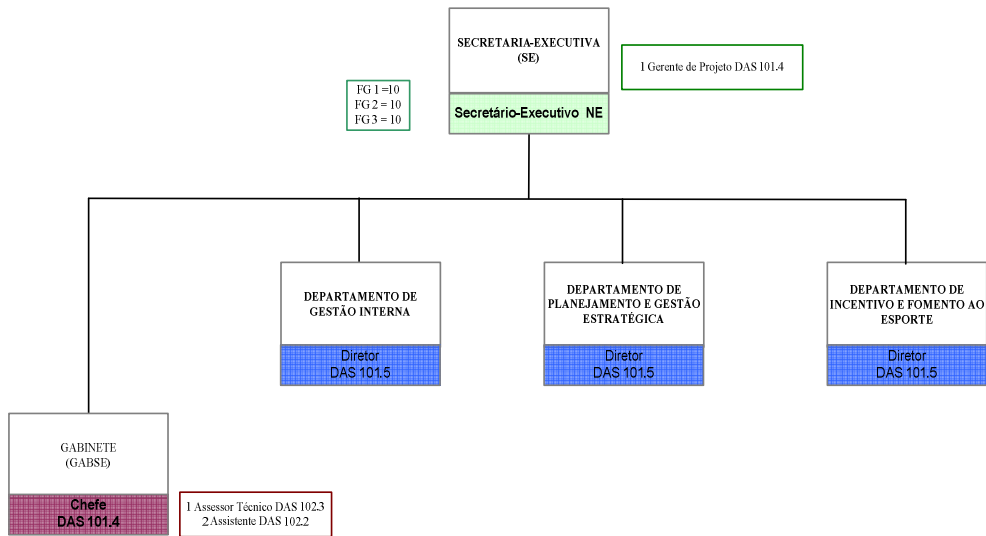 SECRETARIA-EXECUTIVA
(SE)
Secretário-Executivo NE
1 Gerente de Projeto DAS 101.4
FG 1 =10
FG 2 = 10
FG 3 = 10
DEPARTAMENTO DE
GESTÃO INTERNA
Diretor
DAS 101.5
DEPARTAMENTO DE
PLANEJAMENTO E GESTÃO
ESTRATÉGICA
Diretor
DAS 101.5
DEPARTAMENTO DE
INCENTIVO E FOMENTO AO
ESPORTE
Diretor
DAS 101.5
GABINETE
(GABSE)
Chefe
DAS 101.4
1 Assessor Técnico DAS 102.3
2 Assistente DAS 102.2